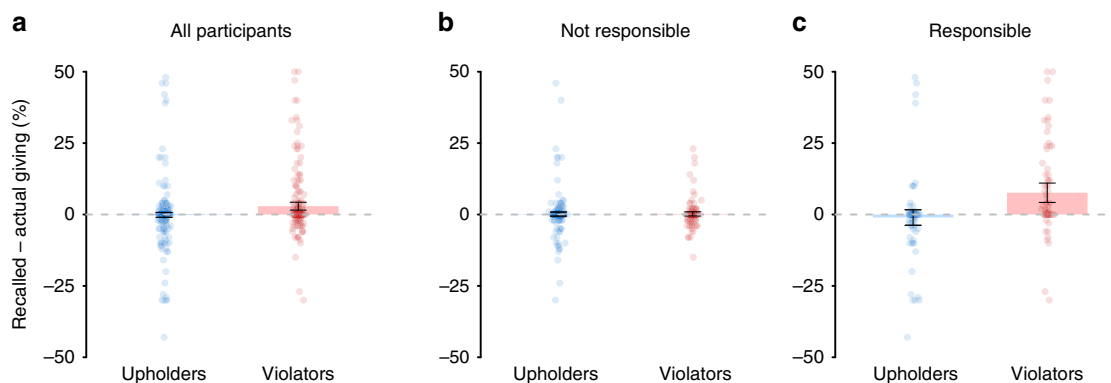 a All participants
b Not responsible
c Responsible
Recalled – actual giving (%)
50
25
0
–25
–50
Upholders Violators
50
25
0
–25
–50
Upholders Violators
50
25
0
–25
–50
Upholders Violators